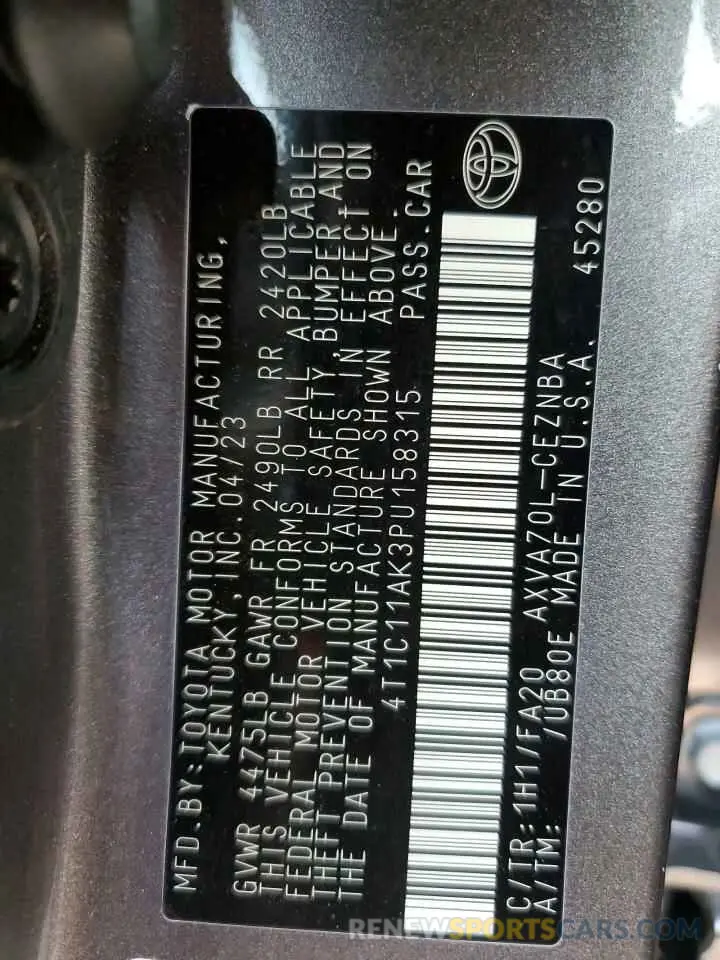 MFD.BY:TOYOTA MOTOR MANUFACTURING,
KENTUCKY,INC.04/23
GVWR 4475LB GAWR FR 2490LB RR 2420LB
THIS VEHICLE CONFORMS TO ALL APPLICABLE
FEDERAL MOTOR VEHICLE SAFETY,BUMPER AND
THEFT PREVENTION STANDARDS IN EFFECT ON
THE DATE OF MANUFACTURE SHOWN ABOVE.
4T1C11AK3PU158315 PASS.CAR
C/TR:1H1/FA20 AXVA70L-CEZNBA 45280
A/TM: /UB80E MADE IN U.S.A.
RENEWSPORTSCARS.COM